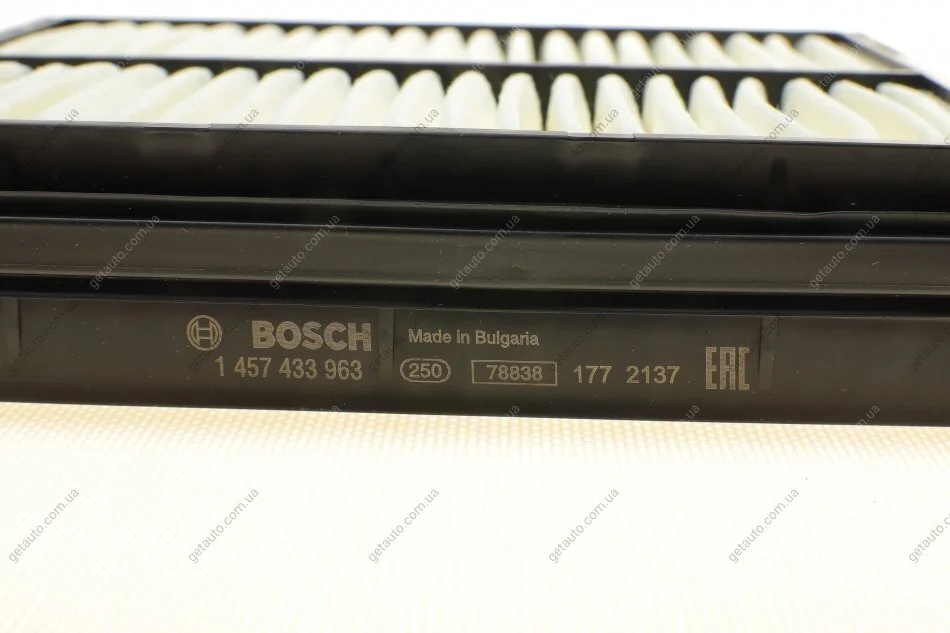 BOSCH
1 457 433 963
Made in Bulgaria
250 78838 177 2137
EAC
getauto.com.ua